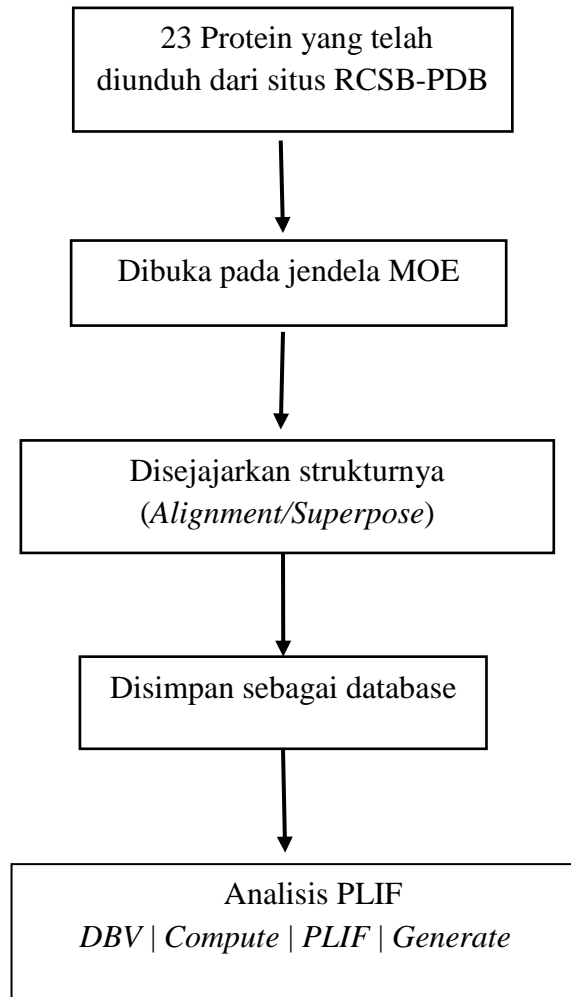 23 Protein yang telah
diunduh dari situs RCSB-PDB
Dibuka pada jendela MOE
Disejajarkan strukturnya
(Alignment/Superpose)
Disimpan sebagai database
Analisis PLIF
DBV | Compute | PLIF | Generate